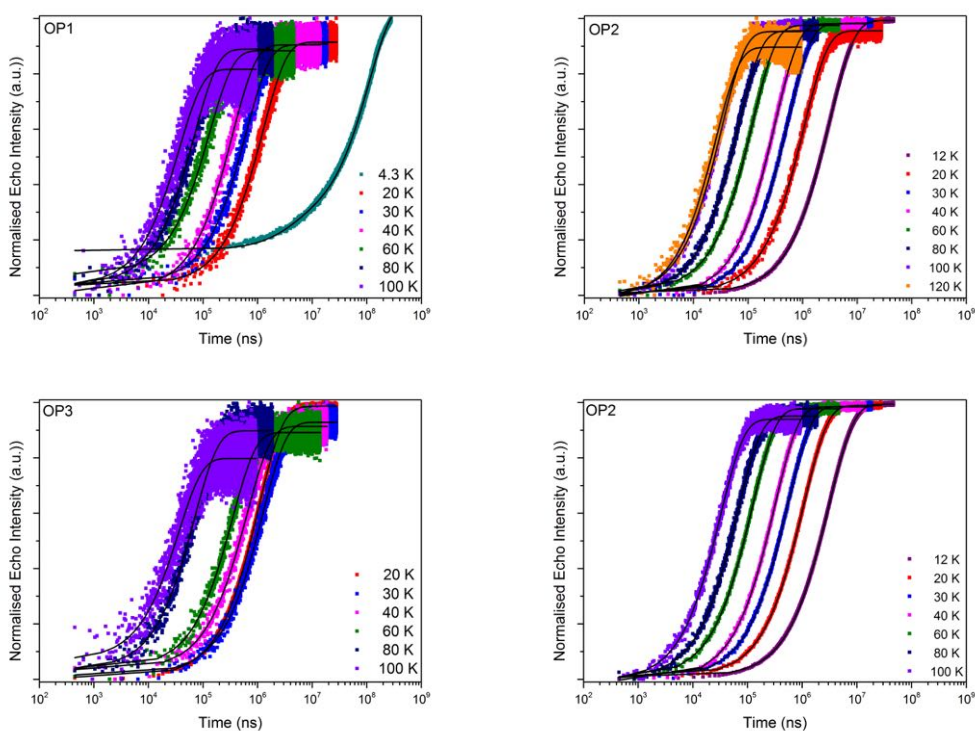 OP1
Normalised Echo Intensity (a.u.))
4.3 K
20 K
30 K
40 K
60 K
80 K
100 K
10² 10³ 10⁴ 10⁵ 10⁶ 10⁷ 10⁸ 10⁹
Time (ns)
OP2
Normalised Echo Intensity (a.u.))
12 K
20 K
30 K
40 K
60 K
80 K
100 K
120 K
10² 10³ 10⁴ 10⁵ 10⁶ 10⁷ 10⁸ 10⁹
Time (ns)
OP3
Normalised Echo Intensity (a.u.))
20 K
30 K
40 K
60 K
80 K
100 K
10² 10³ 10⁴ 10⁵ 10⁶ 10⁷ 10⁸ 10⁹
Time (ns)
OP2
Normalised Echo Intensity (a.u.))
12 K
20 K
30 K
40 K
60 K
80 K
100 K
10² 10³ 10⁴ 10⁵ 10⁶ 10⁷ 10⁸ 10⁹
Time (ns)